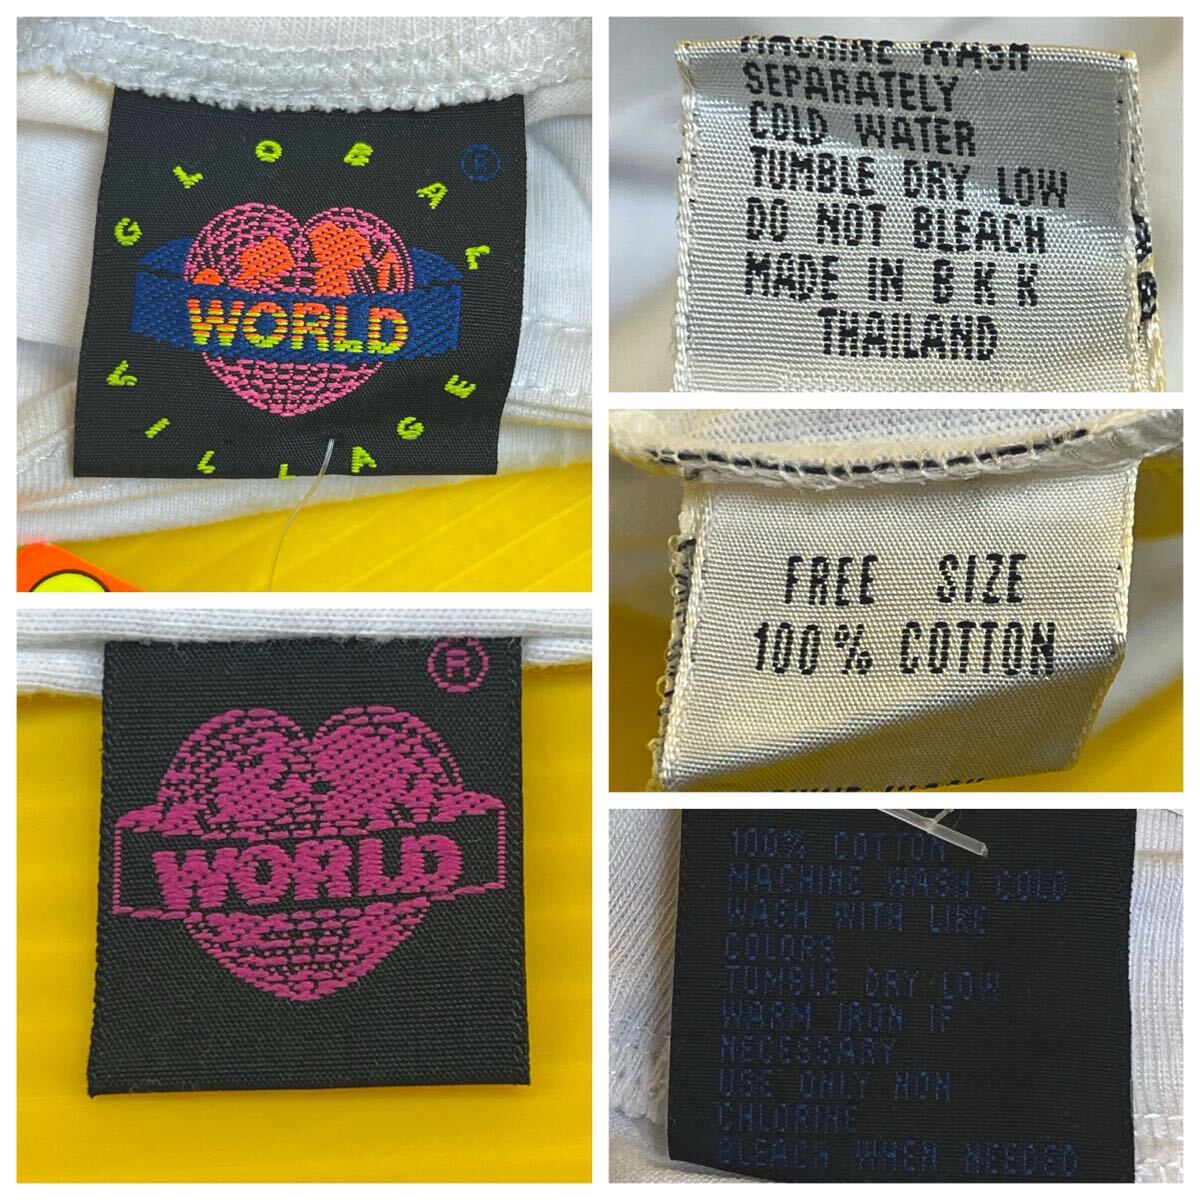 GLOBAL
®
WORLD
VILLAGE
MACHINE WASH
SEPARATELY
COLD WATER
TUMBLE DRY LOW
DO NOT BLEACH
MADE IN B K K
THAILAND
FREE SIZE
100% COTTON
®
WORLD
100% COTTON
MACHINE WASH COLD
WASH WITH LIKE
COLORS
TUMBLE DRY LOW
WARM IRON IF
NECESSARY
USE ONLY NON
CHLORINE
BLEACH WHEN NEEDED